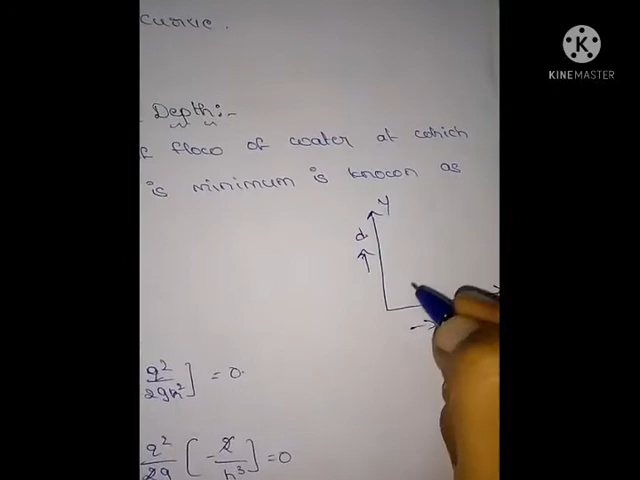 curve.
K
KINEMASTER
Depth:-
f flow of water at which
is minimum is known as
y
d
q²/2gh² ] = 0.
q²/2g [ -2/h³ ] = 0